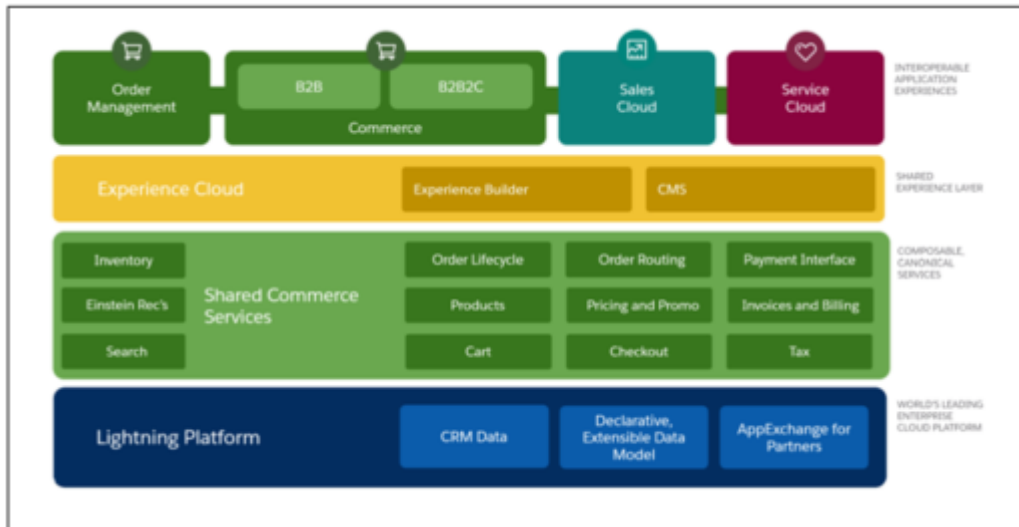 Order
Management
B2B
B2B2C
Commerce
Sales
Cloud
Service
Cloud
INTEROPERABLE
APPLICATION
EXPERIENCES
Experience Cloud
Experience Builder
CMS
SHARED
EXPERIENCE LAYER
Inventory
Einstein Rec's
Search
Shared Commerce
Services
Order Lifecycle
Order Routing
Payment Interface
Products
Pricing and Promo
Invoices and Billing
Cart
Checkout
Tax
COMPOSABLE,
CANONICAL
SERVICES
Lightning Platform
CRM Data
Declarative,
Extensible Data
Model
AppExchange for
Partners
WORLD'S LEADING
ENTERPRISE
CLOUD PLATFORM